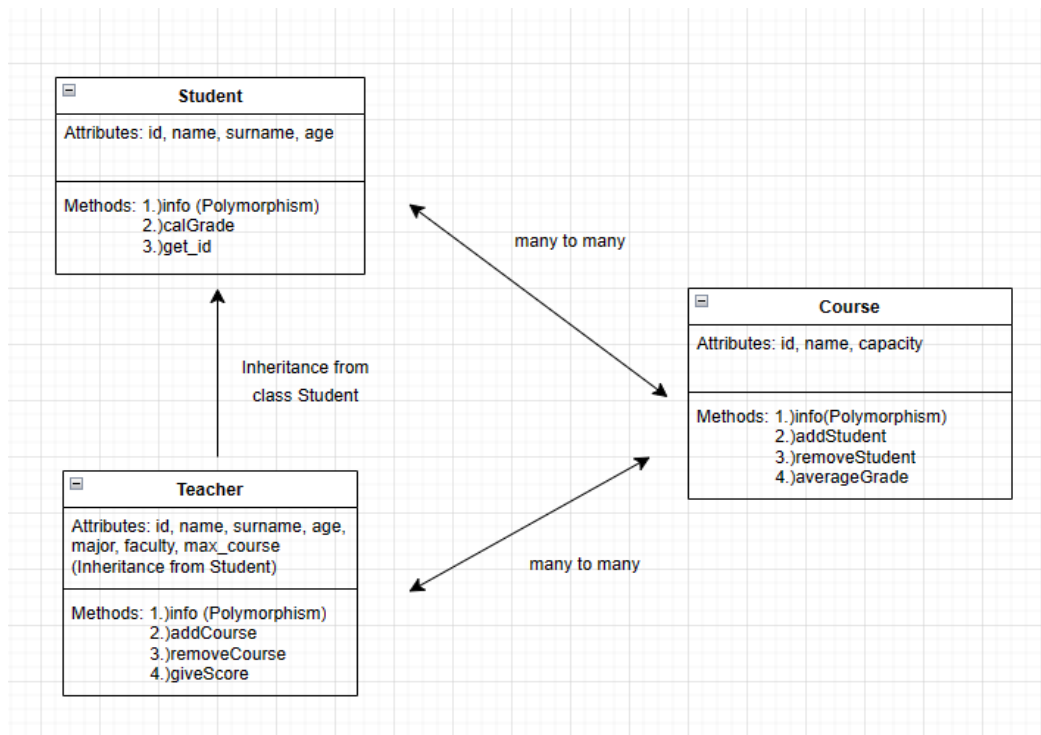 Student
Attributes: id, name, surname, age
Methods: 1.)info (Polymorphism)
2.)calGrade
3.)get_id
many to many
Inheritance from
class Student
Course
Attributes: id, name, capacity
Methods: 1.)info(Polymorphism)
2.)addStudent
3.)removeStudent
4.)averageGrade
Teacher
Attributes: id, name, surname, age,
major, faculty, max_course
(Inheritance from Student)
Methods: 1.)info (Polymorphism)
2.)addCourse
3.)removeCourse
4.)giveScore
many to many